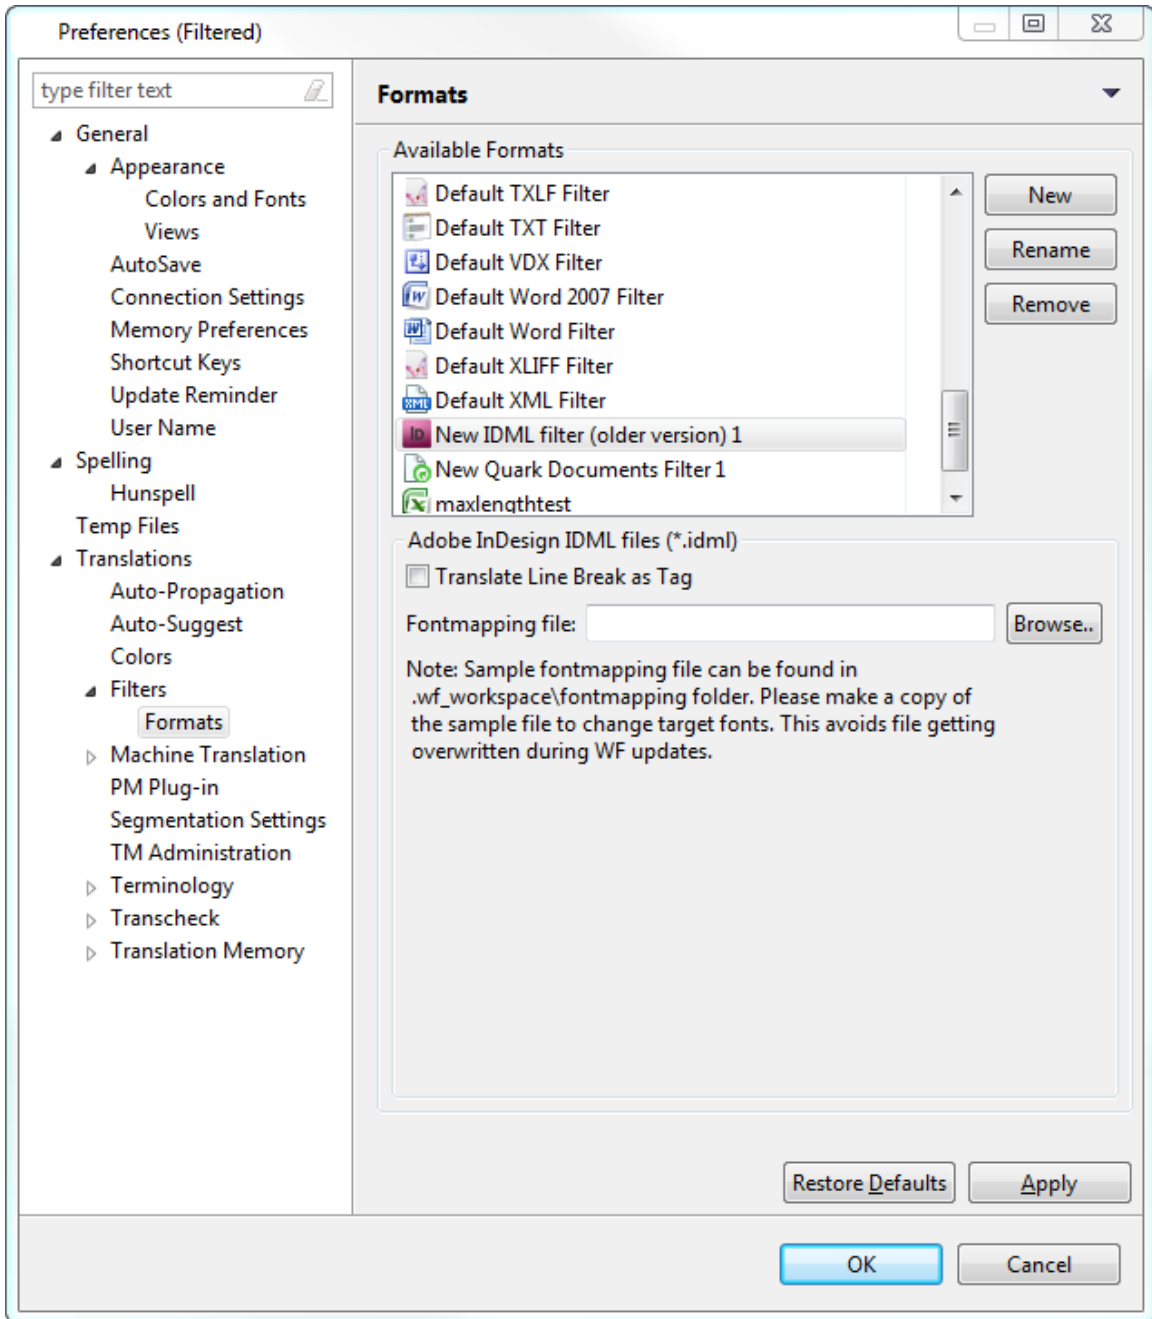 Preferences (Filtered)
type filter text
General
Appearance
Colors and Fonts
Views
AutoSave
Connection Settings
Memory Preferences
Shortcut Keys
Update Reminder
User Name
Spelling
Hunspell
Temp Files
Translations
Auto-Propagation
Auto-Suggest
Colors
Filters
Formats
Machine Translation
PM Plug-in
Segmentation Settings
TM Administration
Terminology
Transcheck
Translation Memory
Formats
Available Formats
Default TXLF Filter
Default TXT Filter
Default VDX Filter
Default Word 2007 Filter
Default Word Filter
Default XLIFF Filter
Default XML Filter
New IDML filter (older version) 1
New Quark Documents Filter 1
maxlengthtest
New
Rename
Remove
Adobe InDesign IDML files (*.idml)
Translate Line Break as Tag
Fontmapping file:
Browse..
Note: Sample fontmapping file can be found in
.wf_workspace\fontmapping folder. Please make a copy of
the sample file to change target fonts. This avoids file getting
overwritten during WF updates.
Restore Defaults
Apply
OK
Cancel